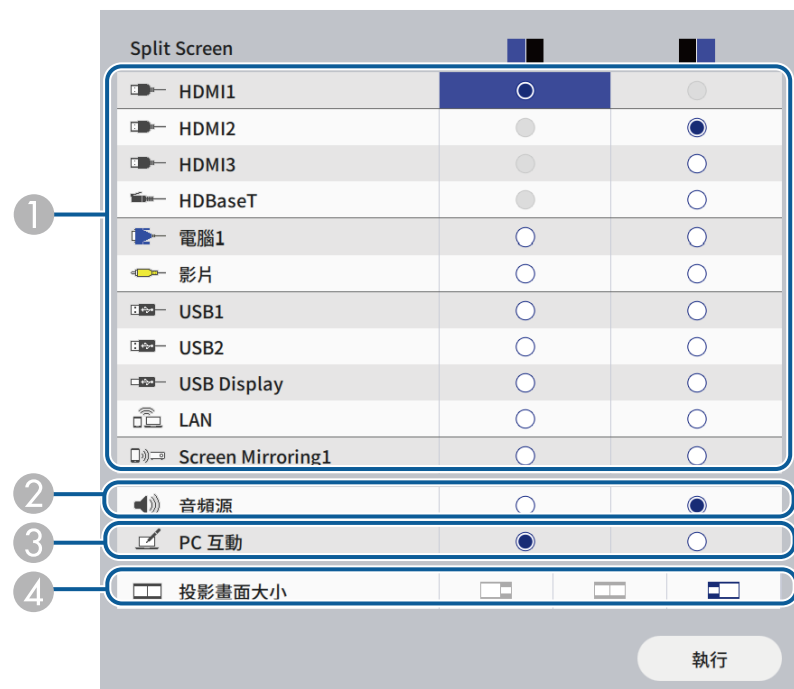 Split Screen
HDMI1
HDMI2
HDMI3
HDBaseT
電腦1
影片
USB1
USB2
USB Display
LAN
Screen Mirroring1
音頻源
PC 互動
投影畫面大小
執行
1
2
3
4